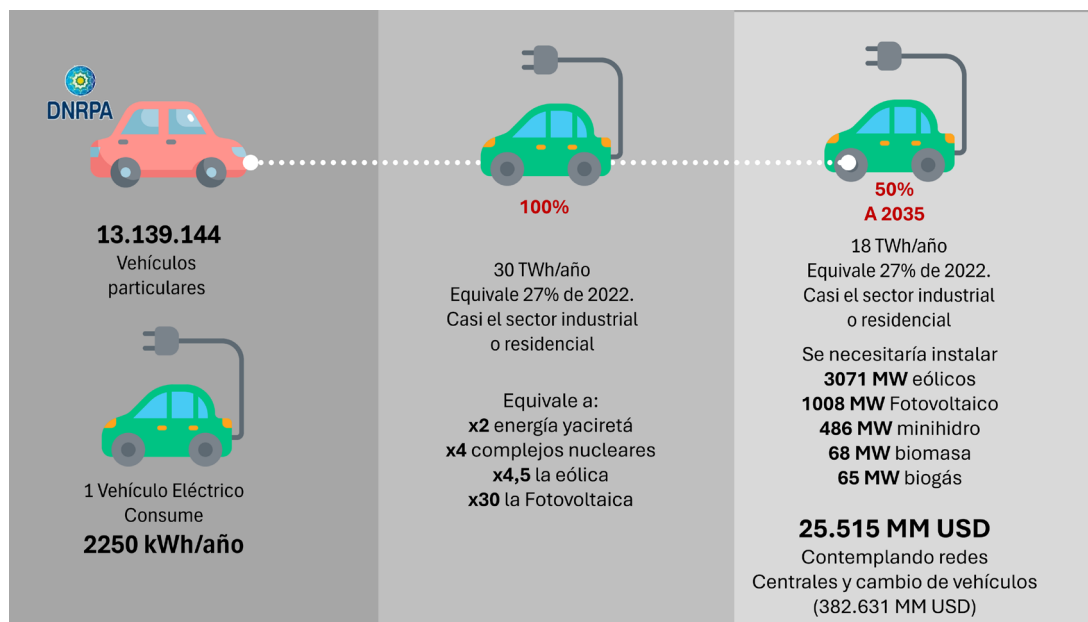 DNRPA
13.139.144
Vehículos
particulares
1 Vehículo Eléctrico
Consume
2250 kWh/año
100%
30 TWh/año
Equivale 27% de 2022.
Casi el sector industrial
o residencial
Equivale a:
x2 energía yaciretá
x4 complejos nucleares
x4,5 la eólica
x30 la Fotovoltaica
50%
A 2035
18 TWh/año
Equivale 27% de 2022.
Casi el sector industrial
o residencial
Se necesitaría instalar
3071 MW eólicos
1008 MW Fotovoltaico
486 MW minihidro
68 MW biomasa
65 MW biogás
25.515 MM USD
Contemplando redes
Centrales y cambio de vehículos
(382.631 MM USD)